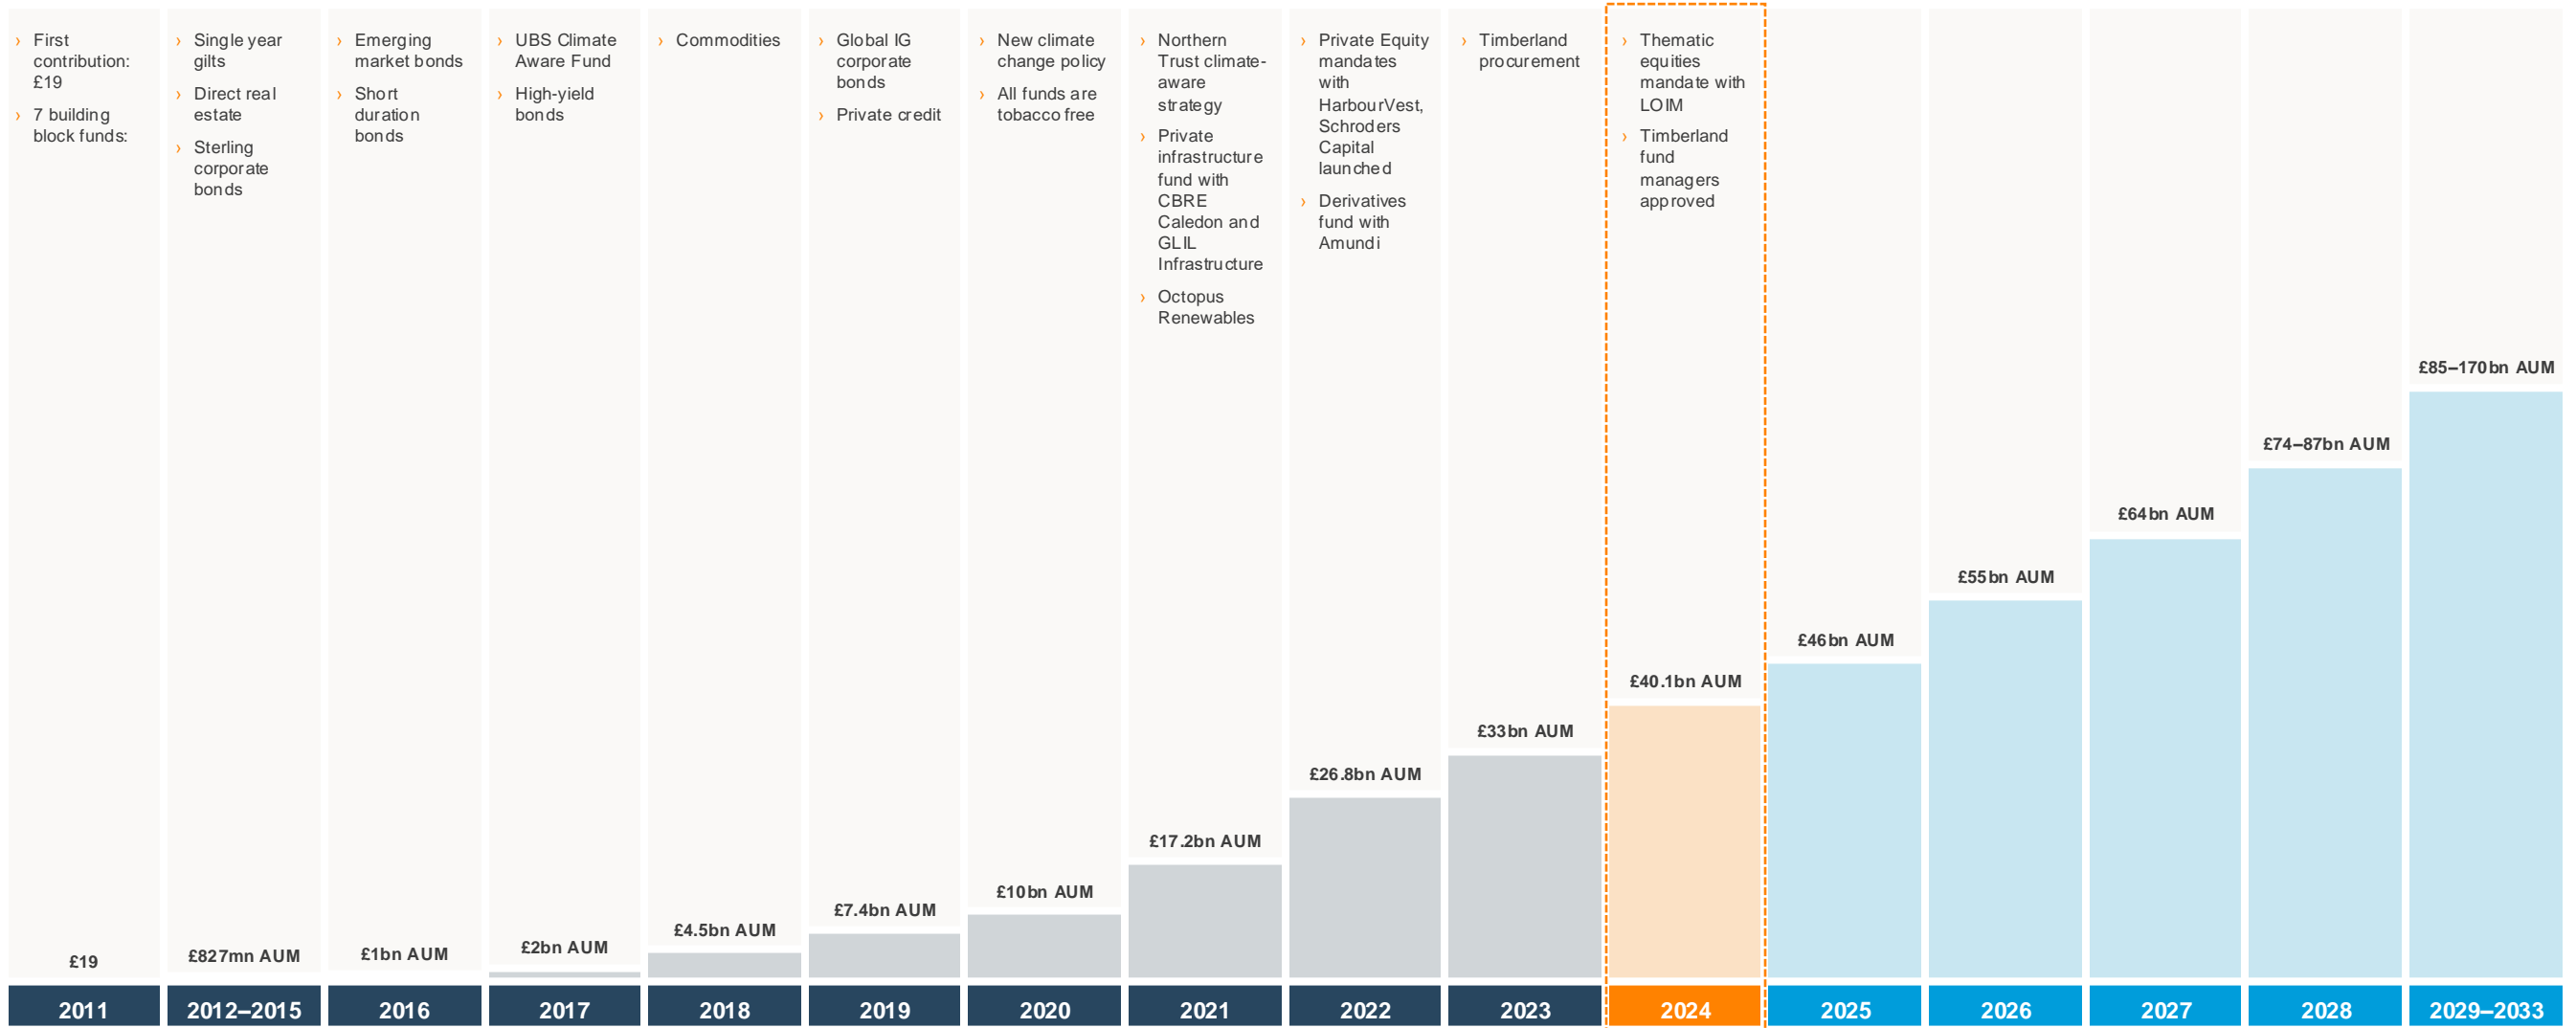 › First
contribution:
£19
› 7 building
block funds:
£19
2011
› Single year
gilts
› Direct real
estate
› Sterling
corporate
bonds
£827mn AUM
2012–2015
› Emerging
market bonds
› Short
duration
bonds
£1bn AUM
2016
› UBS Climate
Aware Fund
› High-yield
bonds
£2bn AUM
2017
› Commodities
£4.5bn AUM
2018
› Global IG
corporate
bonds
› Private credit
£7.4bn AUM
2019
› New climate
change policy
› All funds are
tobacco free
£10bn AUM
2020
› Northern
Trust climate-
aware
strategy
› Private
infrastructure
fund with
CBRE
Caledon and
GLIL
Infrastructure
› Octopus
Renewables
£17.2bn AUM
2021
› Private Equity
mandates
with
HarbourVest,
Schroders
Capital
launched
› Derivatives
fund with
Amundi
£26.8bn AUM
2022
› Timberland
procurement
£33bn AUM
2023
› Thematic
equities
mandate with
LOIM
› Timberland
fund
managers
approved
£40.1bn AUM
2024
£46bn AUM
2025
£55bn AUM
2026
£64bn AUM
2027
£74–87bn AUM
2028
£85–170bn AUM
2029–2033